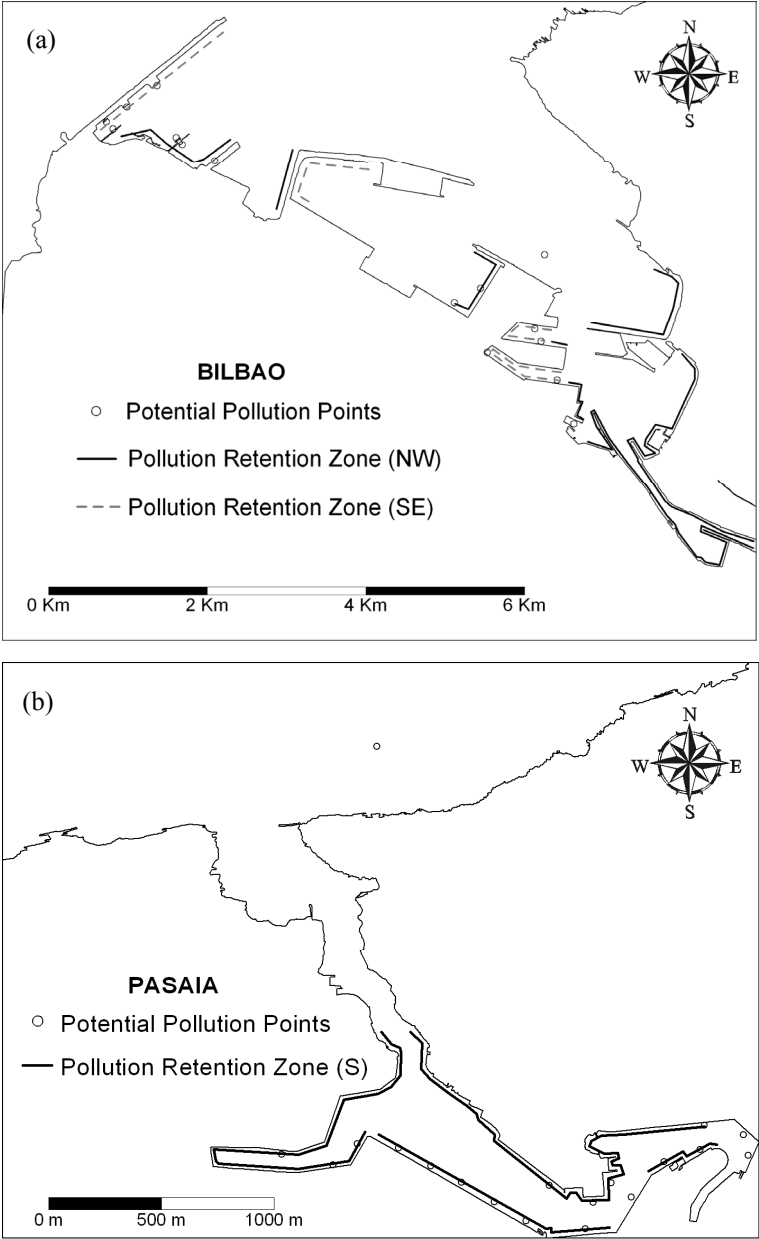 (a)
N
W E
S
BILBAO
Potential Pollution Points
Pollution Retention Zone (NW)
Pollution Retention Zone (SE)
0 Km 2 Km 4 Km 6 Km
(b)
N
W E
S
PASAIA
Potential Pollution Points
Pollution Retention Zone (S)
0 m 500 m 1000 m